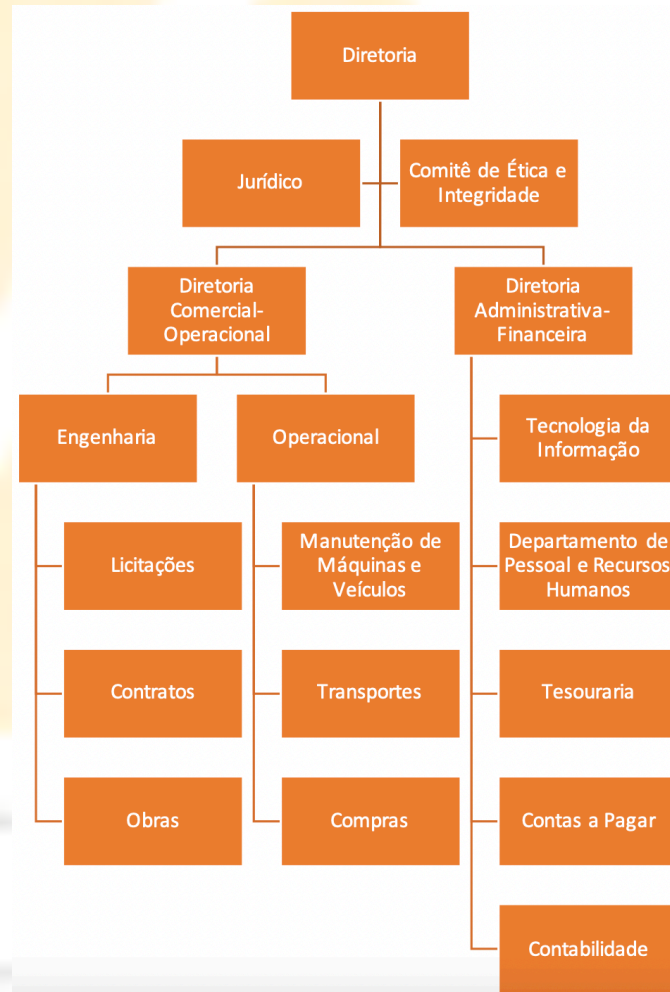 Diretoria
Jurídico
Comitê de Ética e
Integridade
Diretoria
Comercial-
Operacional
Diretoria
Administrativa-
Financeira
Engenharia
Operacional
Tecnologia da
Informação
Licitações
Manutenção de
Máquinas e
Veículos
Departamento de
Pessoal e Recursos
Humanos
Contratos
Transportes
Tesouraria
Obras
Compras
Contas a Pagar
Contabilidade